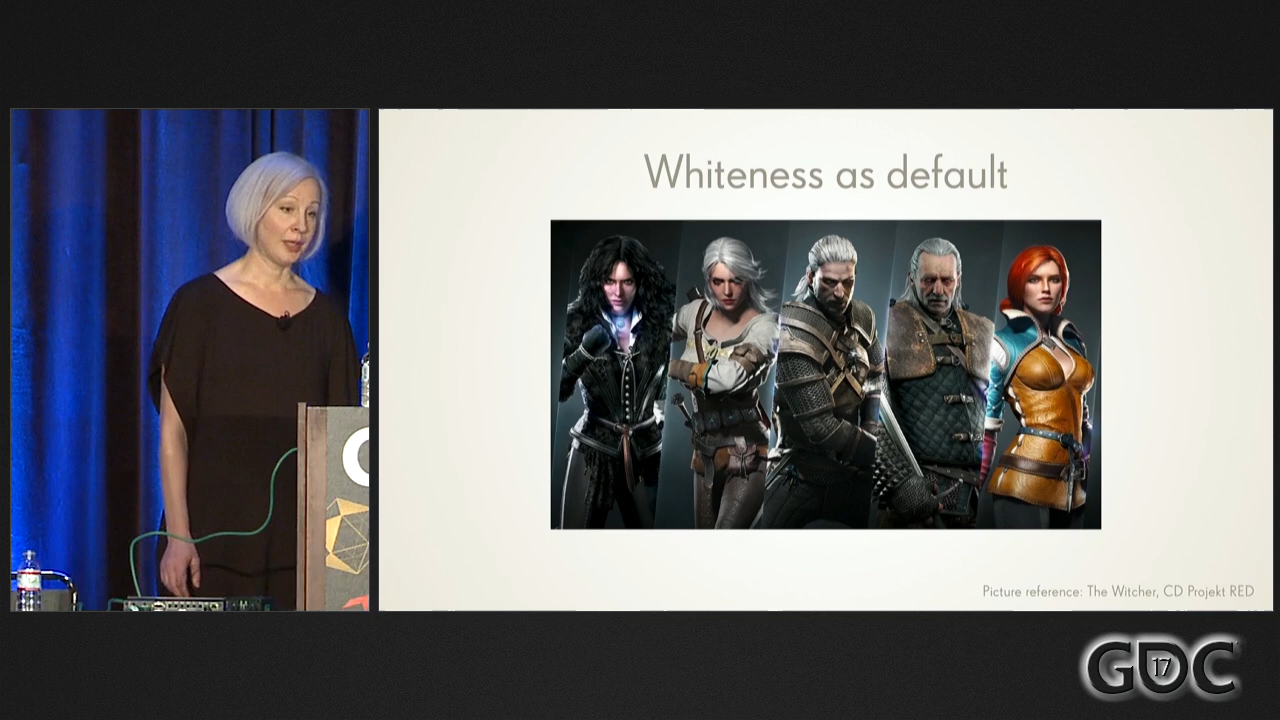 Whiteness as default
Picture reference: The Witcher, CD Projekt RED
GDC
17